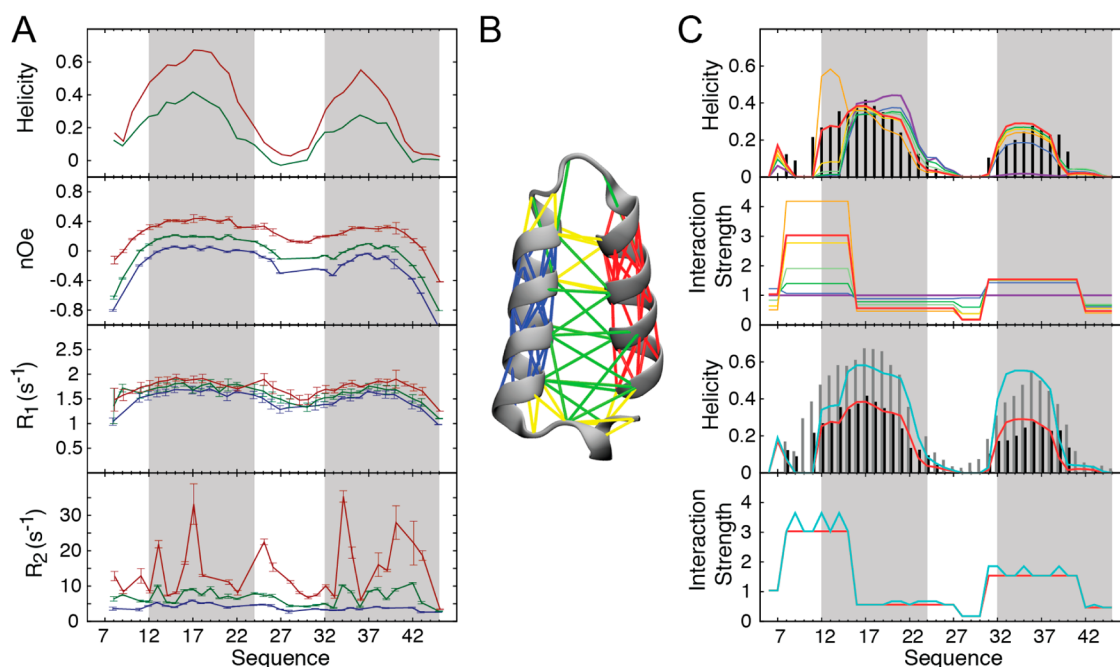 A
B
C
Helicity
0.6
0.4
0.2
0
nOe
0.8
0.4
0
-0.4
-0.8
R1 (s-1)
2.5
2
1.5
1
R2 (s-1)
30
20
10
0
7 12 17 22 27 32 37 42
Sequence
Helicity
0.6
0.4
0.2
0
Interaction
Strength
4
3
2
1
0
Helicity
0.6
0.4
0.2
0
Interaction
Strength
4
3
2
1
0
7 12 17 22 27 32 37 42
Sequence